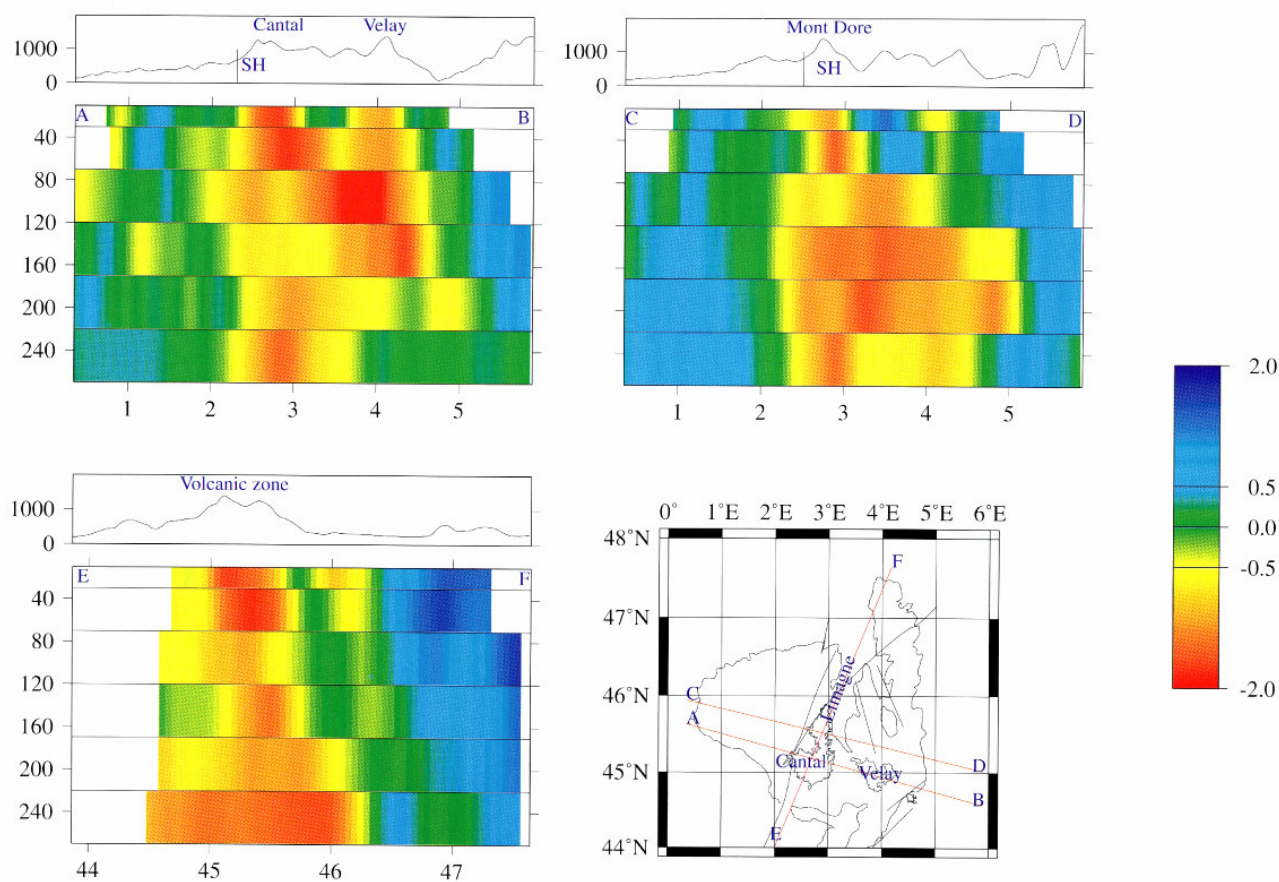 Cantal Velay
1000
SH
0
A B
40
80
120
160
200
240
1 2 3 4 5
Mont Dore
1000
SH
0
C D
1 2 3 4 5
2.0
0.5
0.0
-0.5
-2.0
Volcanic zone
1000
0
E F
40
80
120
160
200
240
44 45 46 47
0° 1°E 2°E 3°E 4°E 5°E 6°E
48°N
F
47°N
Limagne
46°N
C
A
Cantal Velay D
45°N
B
E
44°N